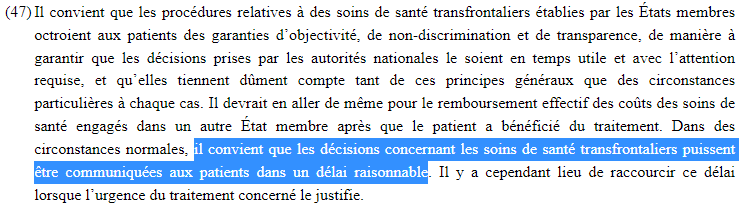 (47) Il convient que les procédures relatives à des soins de santé transfrontaliers établies par les États membres
octroient aux patients des garanties d’objectivité, de non-discrimination et de transparence, de manière à
garantir que les décisions prises par les autorités nationales le soient en temps utile et avec l’attention
requise, et qu’elles tiennent dûment compte tant de ces principes généraux que des circonstances
particulières à chaque cas. Il devrait en aller de même pour le remboursement effectif des coûts des soins de
santé engagés dans un autre État membre après que le patient a bénéficié du traitement. Dans des
circonstances normales, il convient que les décisions concernant les soins de santé transfrontaliers puissent
être communiquées aux patients dans un délai raisonnable. Il y a cependant lieu de raccourcir ce délai
lorsque l’urgence du traitement concerné le justifie.